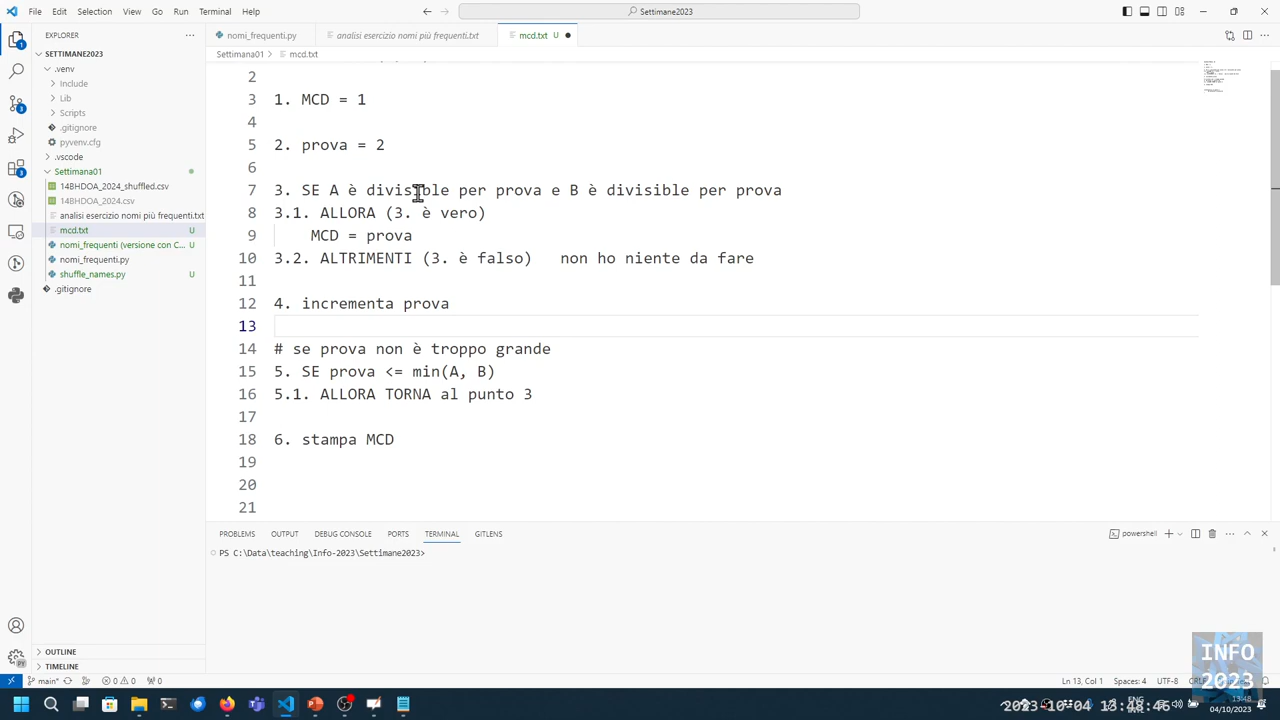 File Edit Selection View Go Run Terminal Help
Settimane2023
EXPLORER
nomi_frequenti.py
analisi esercizio nomi più frequenti.txt
mcd.txt U
SETTIMANE2023
Settimana01 > mcd.txt
.venv
Include
Lib
Scripts
.gitignore
pyvenv.cfg
.vscode
Settimana01
14BHDOA_2024_shuffled.csv
14BHDOA_2024.csv
analisi esercizio nomi più frequenti.txt
mcd.txt U
nomi_frequenti (versione con C... U
nomi_frequenti.py
shuffle_names.py U
.gitignore
2
3 1. MCD = 1
4
5 2. prova = 2
6
7 3. SE A è divisible per prova e B è divisible per prova
8 3.1. ALLORA (3. è vero)
9 MCD = prova
10 3.2. ALTRIMENTI (3. è falso) non ho niente da fare
11
12 4. incrementa prova
13
14 # se prova non è troppo grande
15 5. SE prova <= min(A, B)
16 5.1. ALLORA TORNA al punto 3
17
18 6. stampa MCD
19
20
21
PROBLEMS OUTPUT DEBUG CONSOLE PORTS TERMINAL GITLENS
powershell
PS C:\Data\teaching\Info-2023\Settimane2023>
OUTLINE
TIMELINE
main* 0 0 0
Ln 13, Col 1 Spaces: 4 UTF-8
INFO
2023
ENG
13:48
04/10/2023